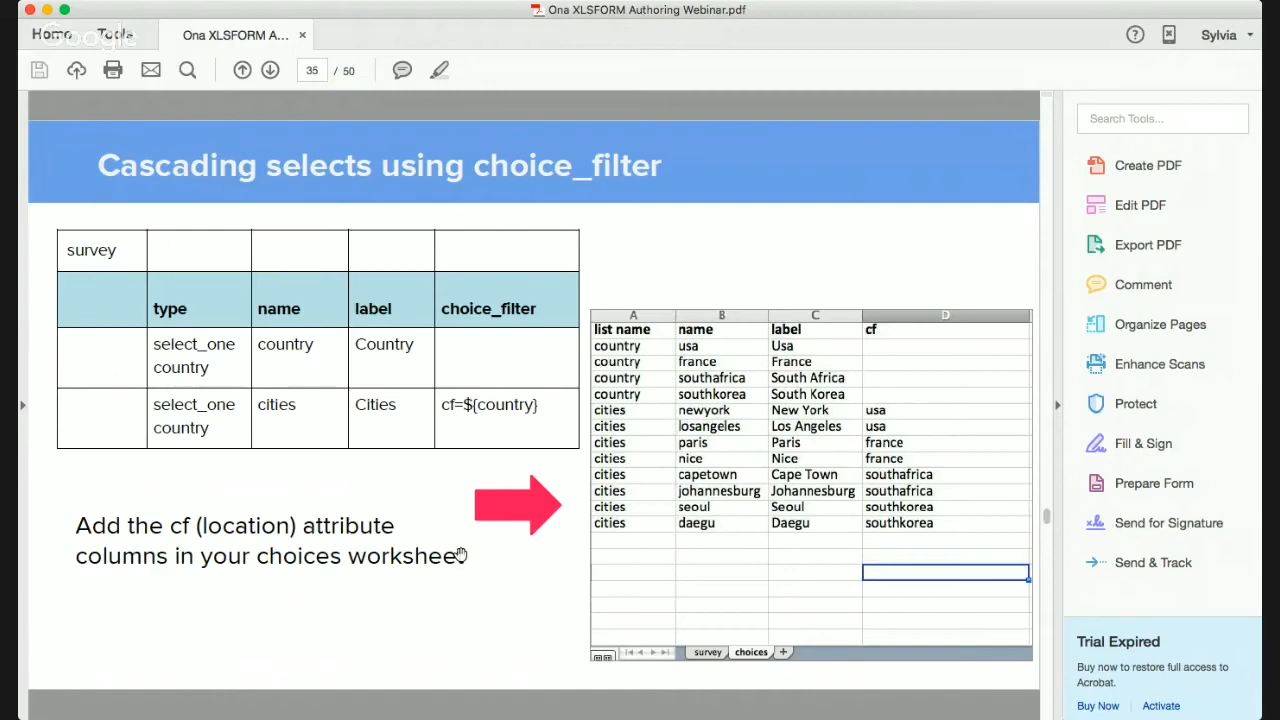 Ona XLSFORM Authoring Webinar.pdf
Home Tools Ona XLSFORM A... × Sylvia
Google
35 / 50
Search Tools...
Cascading selects using choice_filter
survey
type name label choice_filter
select_one country country Country
select_one country cities Cities cf=${country}
Add the cf (location) attribute
columns in your choices worksheet
A B C D
list name name label cf
country usa Usa
country france France
country southafrica South Africa
country southkorea South Korea
cities newyork New York usa
cities losangeles Los Angeles usa
cities paris Paris france
cities nice Nice france
cities capetown Cape Town southafrica
cities johannesburg Johannesburg southafrica
cities seoul Seoul southkorea
cities daegu Daegu southkorea
survey choices +
Create PDF
Edit PDF
Export PDF
Comment
Organize Pages
Enhance Scans
Protect
Fill & Sign
Prepare Form
Send for Signature
Send & Track
Trial Expired
Buy now to restore full access to
Acrobat.
Buy Now Activate